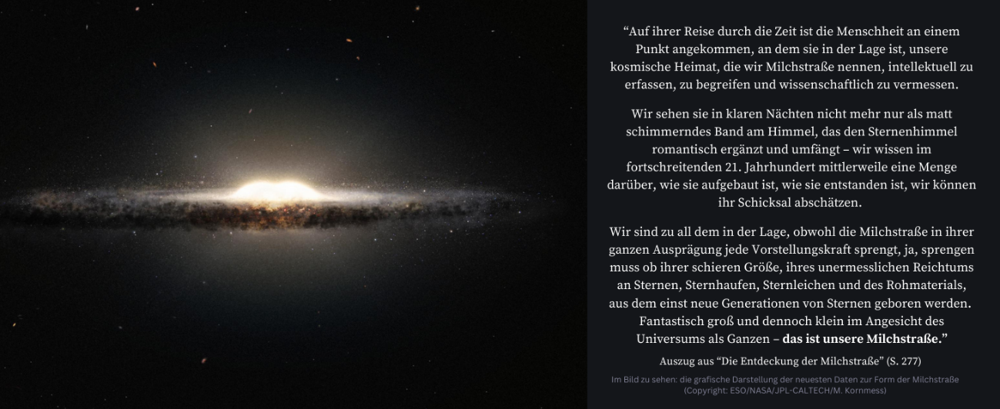 “Auf ihrer Reise durch die Zeit ist die Menschheit an einem
Punkt angekommen, an dem sie in der Lage ist, unsere
kosmische Heimat, die wir Milchstraße nennen, intellektuell zu
erfassen, zu begreifen und wissenschaftlich zu vermessen.
Wir sehen sie in klaren Nächten nicht mehr nur als matt
schimmerndes Band am Himmel, das den Sternenhimmel
romantisch ergänzt und umfängt – wir wissen im
fortschreitenden 21. Jahrhundert mittlerweile eine Menge
darüber, wie sie aufgebaut ist, wie sie entstanden ist, wir können
ihr Schicksal abschätzen.
Wir sind zu all dem in der Lage, obwohl die Milchstraße in ihrer
ganzen Ausprägung jede Vorstellungskraft sprengt, ja, sprengen
muss ob ihrer schieren Größe, ihres unermesslichen Reichtums
an Sternen, Sternhaufen, Sternleichen und des Rohmaterials,
aus dem einst neue Generationen von Sternen geboren werden.
Fantastisch groß und dennoch klein im Angesicht des
Universums als Ganzen – das ist unsere Milchstraße.”
Auszug aus “Die Entdeckung der Milchstraße” (S. 277)
Im Bild zu sehen: die grafische Darstellung der neuesten Daten zur Form der Milchstraße
(Copyright: ESO/NASA/JPL-CALTECH/M. Kornmess)